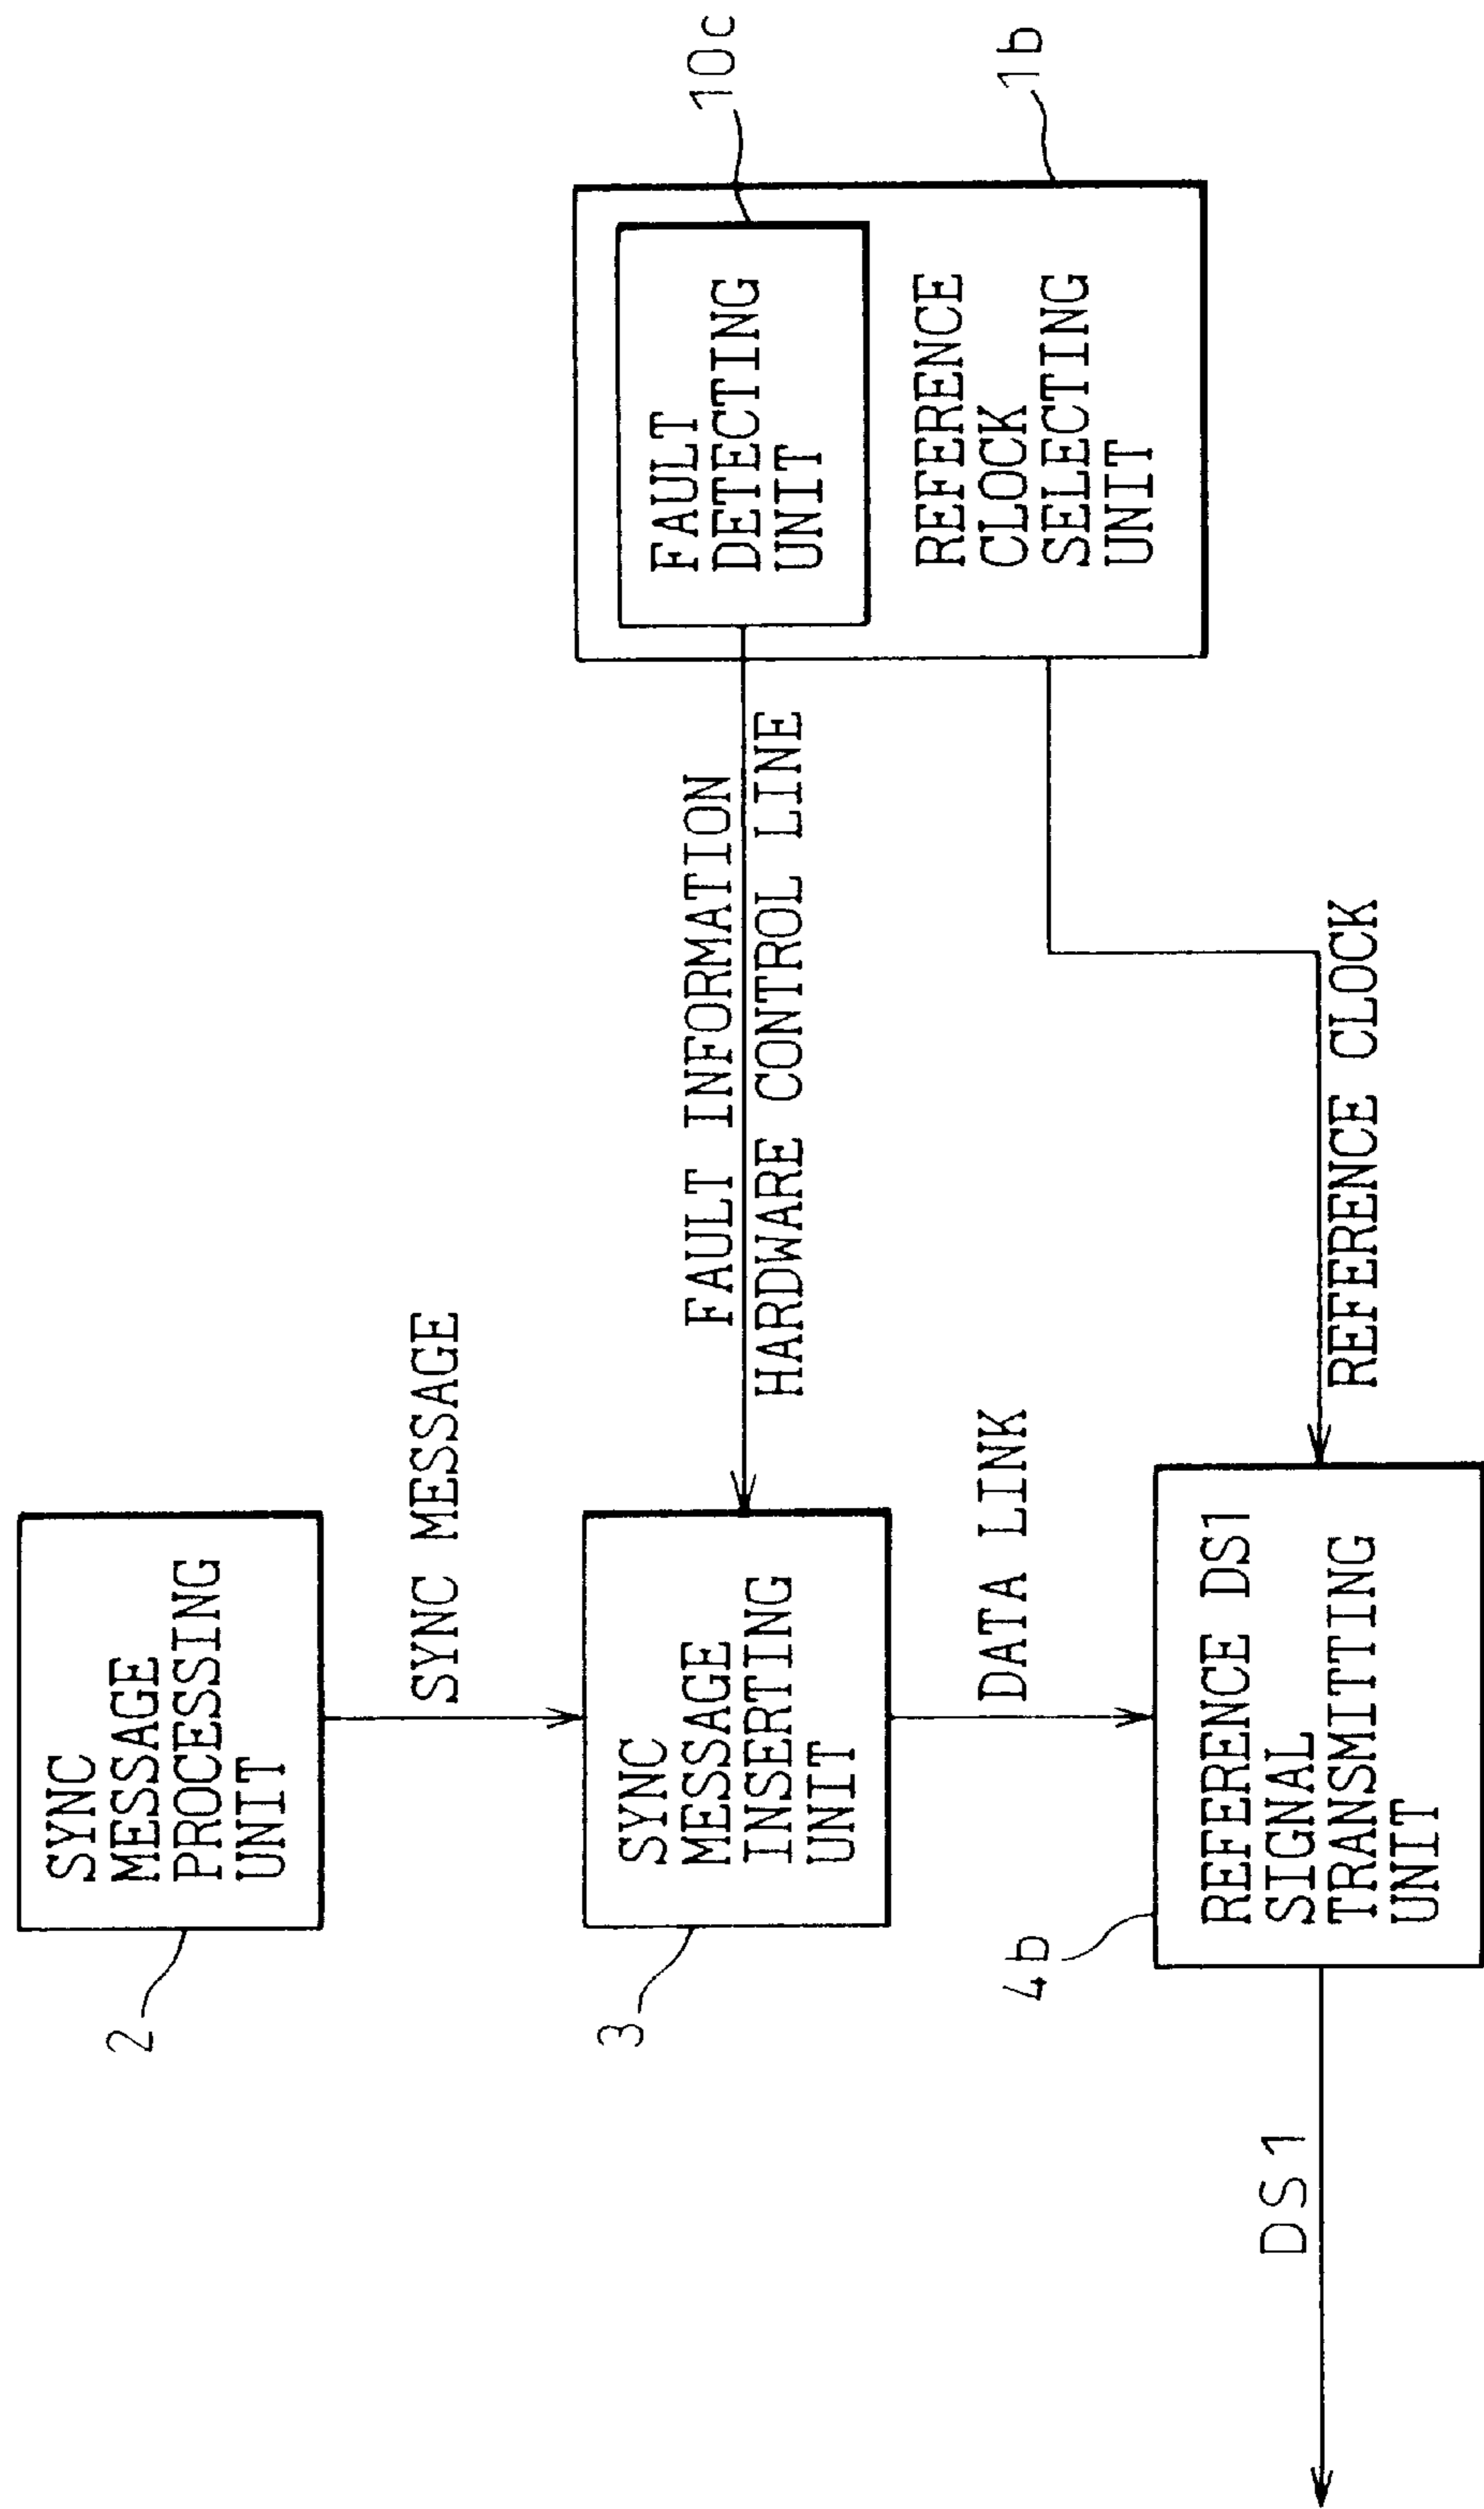 2
SYNC
MESSAGE
PROCESSING
UNIT
SYNC MESSAGE
3
SYNC
MESSAGE
INSERTING
UNIT
FAULT INFORMATION
HARDWARE CONTROL LINE
FAULT
DETECTING
UNIT
10c
REFERENCE
CLOCK
SELECTING
UNIT
1b
DATA LINK
4b
REFERENCE DS1
SIGNAL
TRANSMITTING
UNIT
REFERENCE CLOCK
DS1